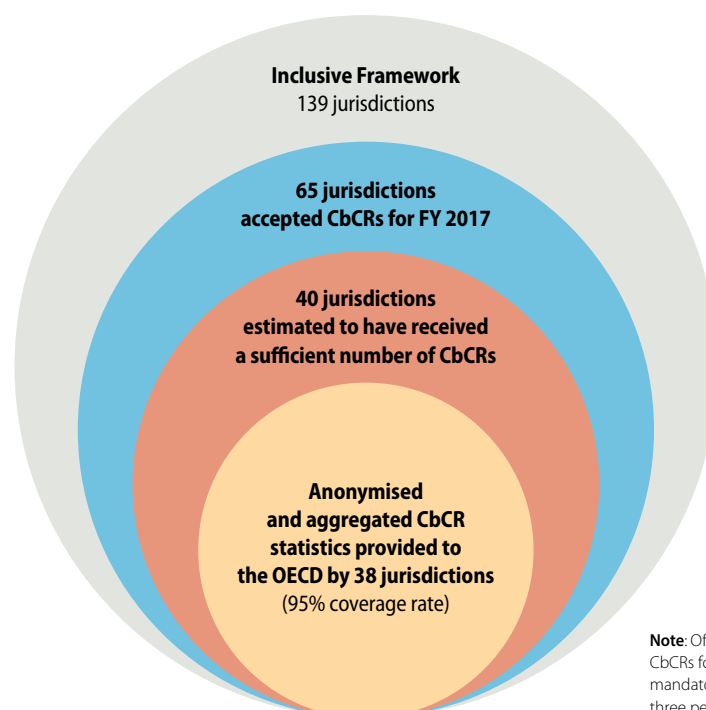 Inclusive Framework
139 jurisdictions
65 jurisdictions
accepted CbCRs for FY 2017
40 jurisdictions
estimated to have received
a sufficient number of CbCRs
Anonymised
and aggregated CbCR
statistics provided to
the OECD by 38 jurisdictions
(95% coverage rate)
Note: Of
CbCRs fo
mandato
three pe